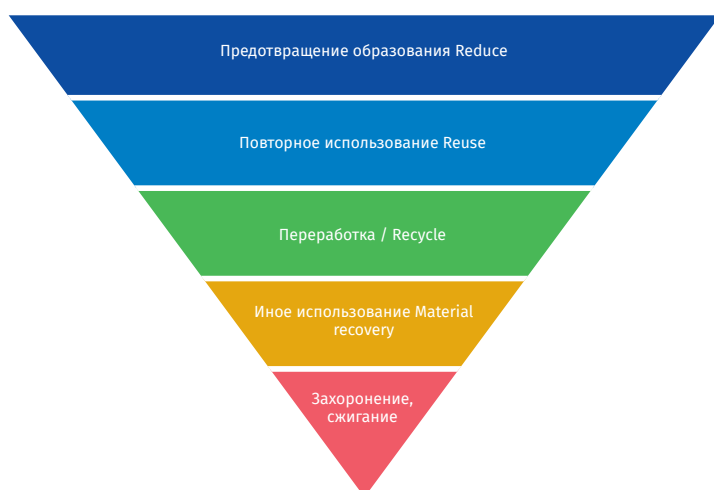 Предотвращение образования Reduce
Повторное использование Reuse
Переработка / Recycle
Иное использование Material
recovery
Захоронение,
сжигание